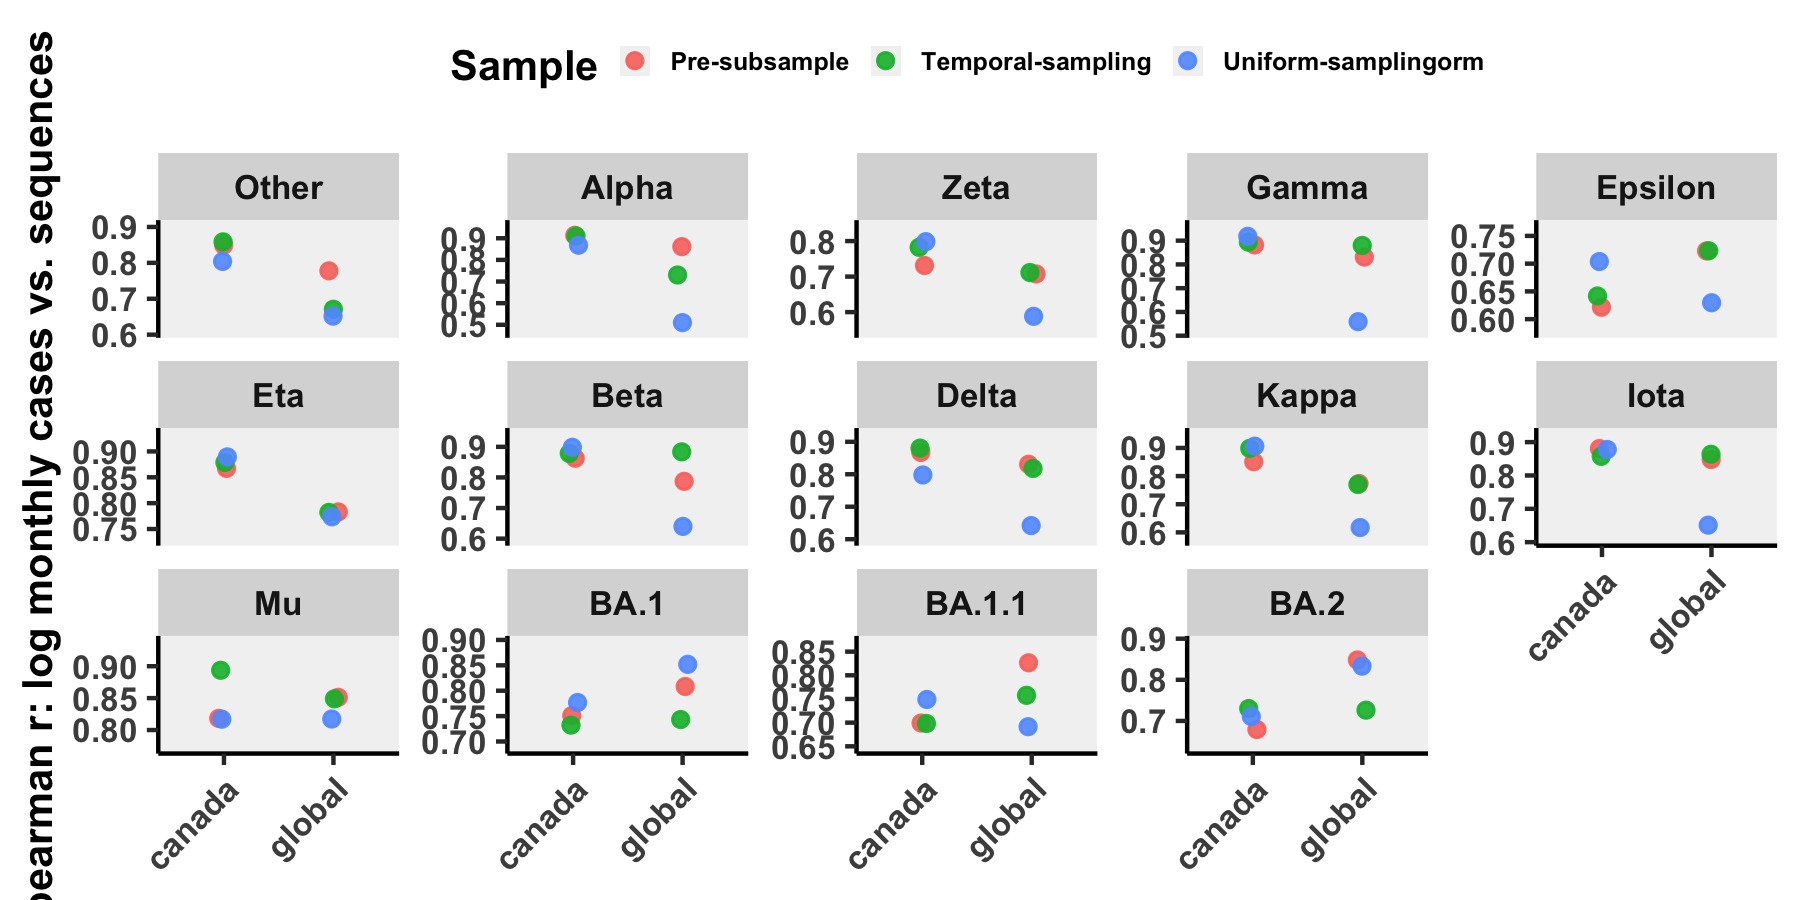 Sample Pre-subsample Temporal-sampling Uniform-samplingorm
pearman r: log monthly cases vs. sequences
Other Alpha Zeta Gamma Epsilon
0.9 0.8 0.7 0.6
0.9 0.8 0.7 0.6 0.5
0.8 0.7 0.6
0.9 0.8 0.7 0.6 0.5
0.75 0.70 0.65 0.60
Eta Beta Delta Kappa Iota
0.90 0.85 0.80 0.75
0.9 0.8 0.7 0.6
0.9 0.8 0.7 0.6
0.9 0.8 0.7 0.6
0.9 0.8 0.7 0.6
canada global
Mu BA.1 BA.1.1 BA.2
0.90 0.85 0.80
0.90 0.85 0.80 0.75 0.70
0.85 0.80 0.75 0.70 0.65
0.9 0.8 0.7
canada global canada global canada global canada global